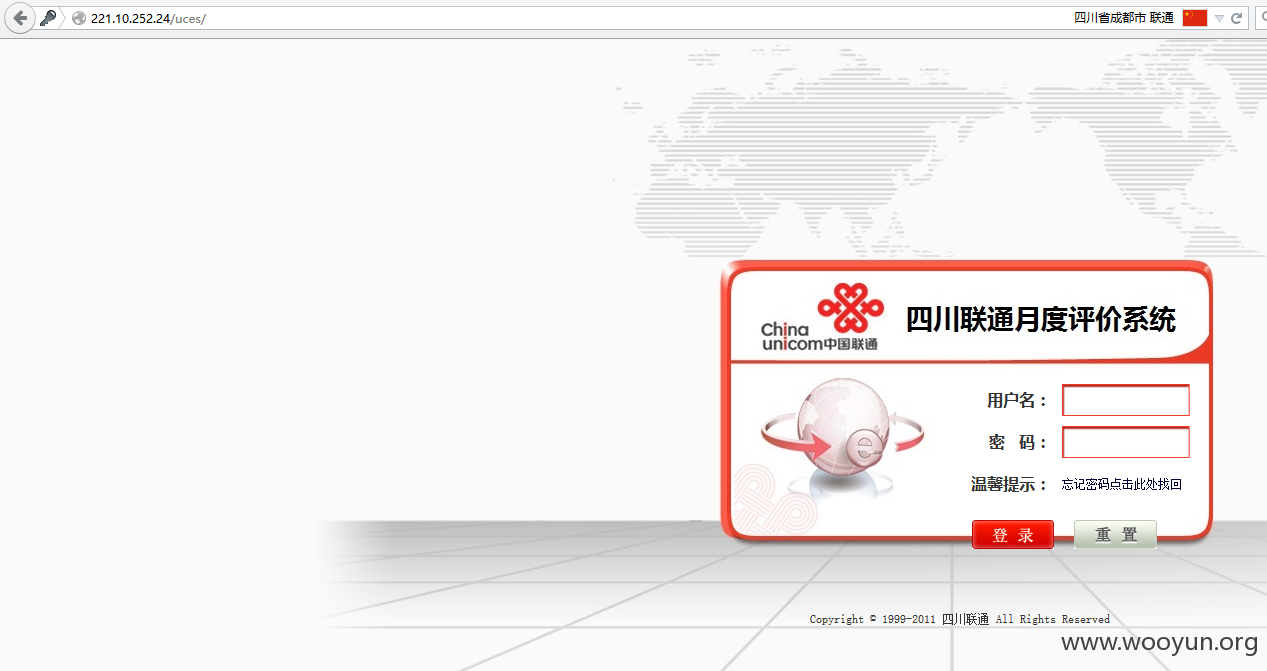 221.10.252.24/uces/ 四川省成都市 联通
China
unicom中国联通
四川联通月度评价系统
用户名：
密 码：
温馨提示： 忘记密码点击此处找回
登 录 重 置
Copyright © 1999-2011 四川联通 All Rights Reserved
www.wooyun.org